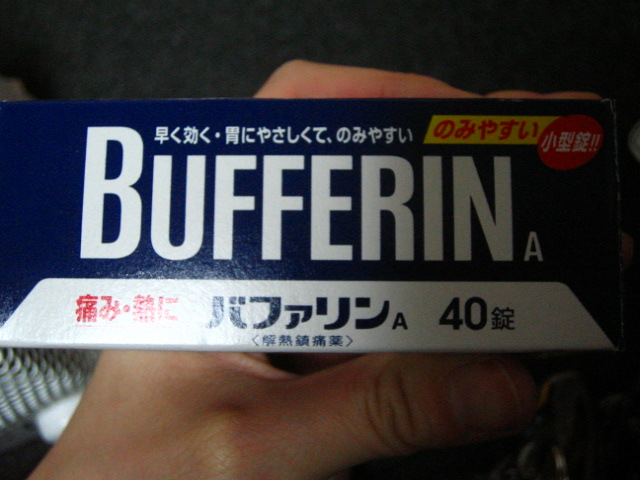 早く効く・胃にやさしくて、のみやすい
のみやすい
小型錠!!
BUFFERIN A
痛み・熱に バファリン A 40錠
〈解熱鎮痛薬〉